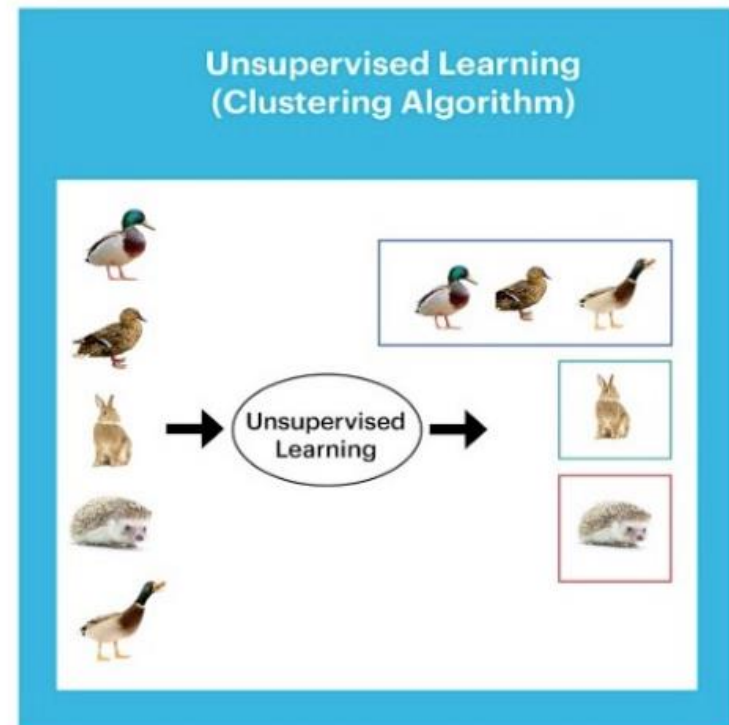 Unsupervised Learning
(Clustering Algorithm)
Unsupervised
Learning